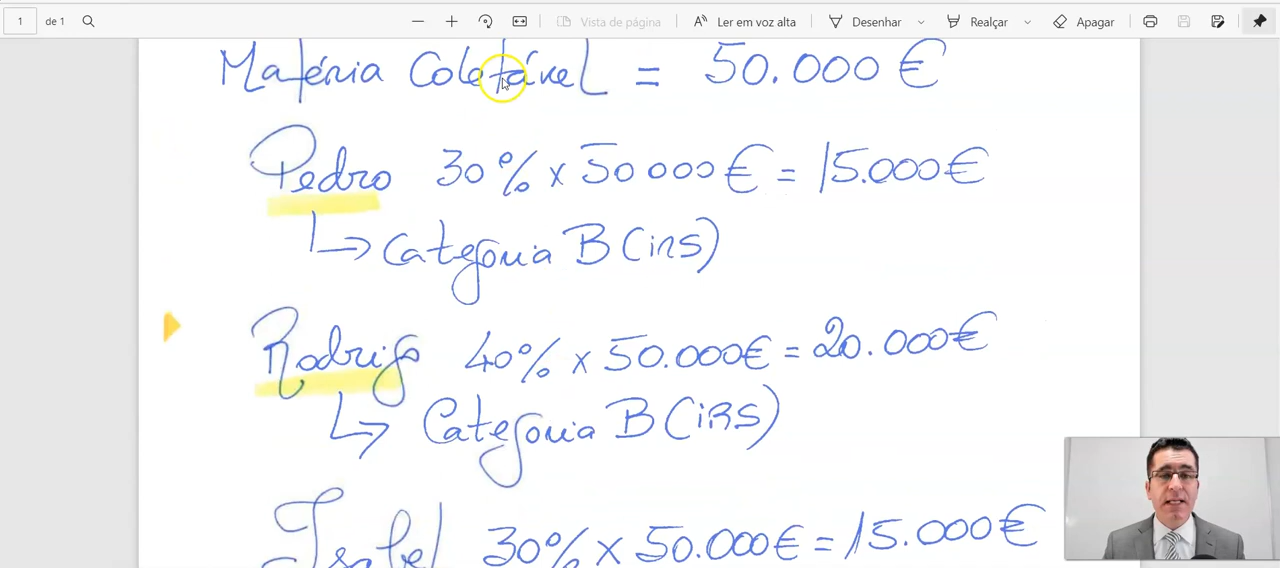 1 de 1 Vista de página Ler em voz alta Desenhar Realçar Apagar
Matéria Coletável = 50.000 €
Pedro 30% x 50000€ = 15.000€
↳ Categoria B (irs)
Rodrigo 40% x 50.000€ = 20.000€
↳ Categoria B (iRS)
Isabel 30% x 50.000€ = 15.000€